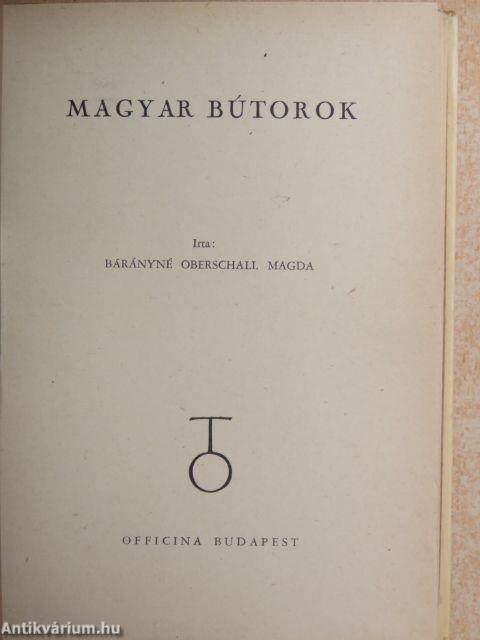 MAGYAR BÚTOROK
Irta:
BÁRÁNYNÉ OBERSCHALL MAGDA
OFFICINA BUDAPEST
Antikvárium.hu